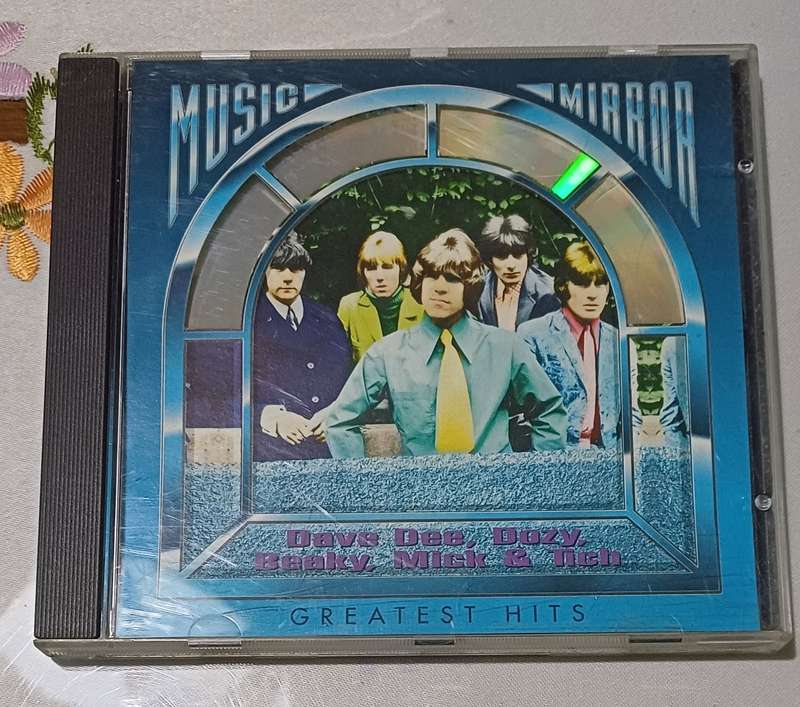 MUSIC MIRROR
Dave Dee, Dozy,
Beaky, Mick & Tich
GREATEST HITS